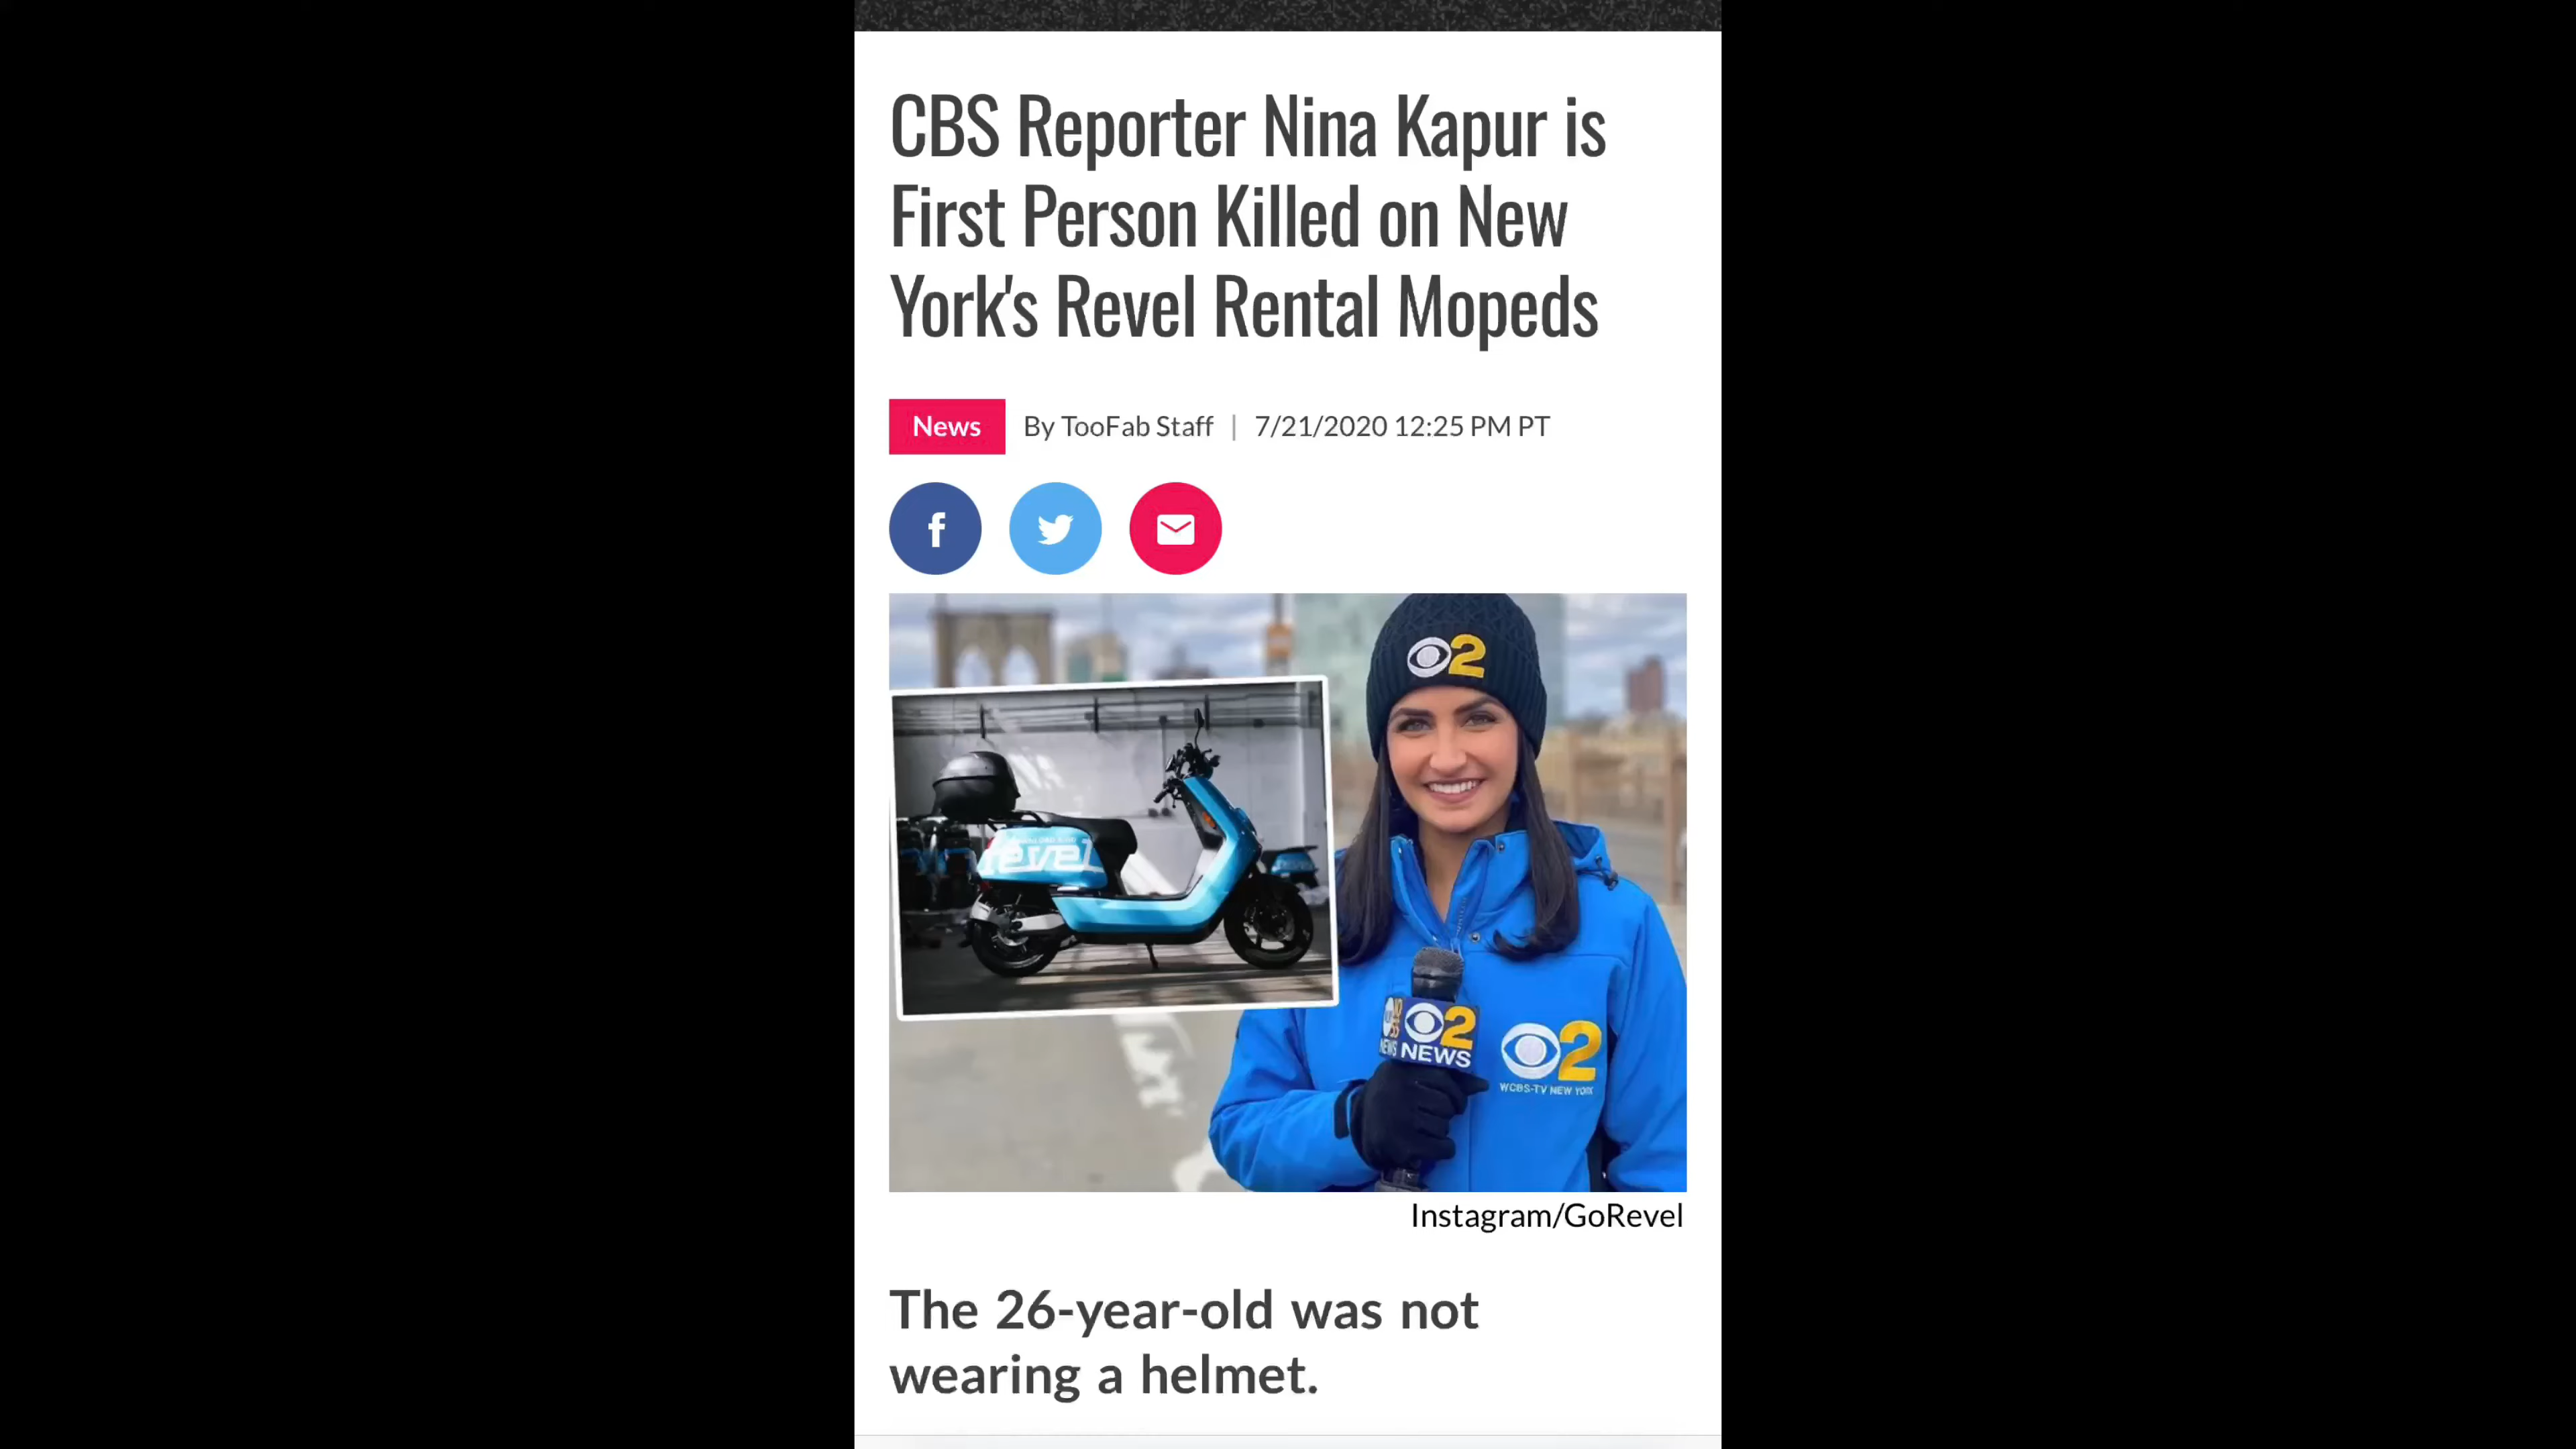 CBS Reporter Nina Kapur is
First Person Killed on New
York's Revel Rental Mopeds
News By TooFab Staff | 7/21/2020 12:25 PM PT
f
2
revel
2
NEWS
NEWS
2
WCBS-TV NEW YORK
Instagram/GoRevel
The 26-year-old was not
wearing a helmet.